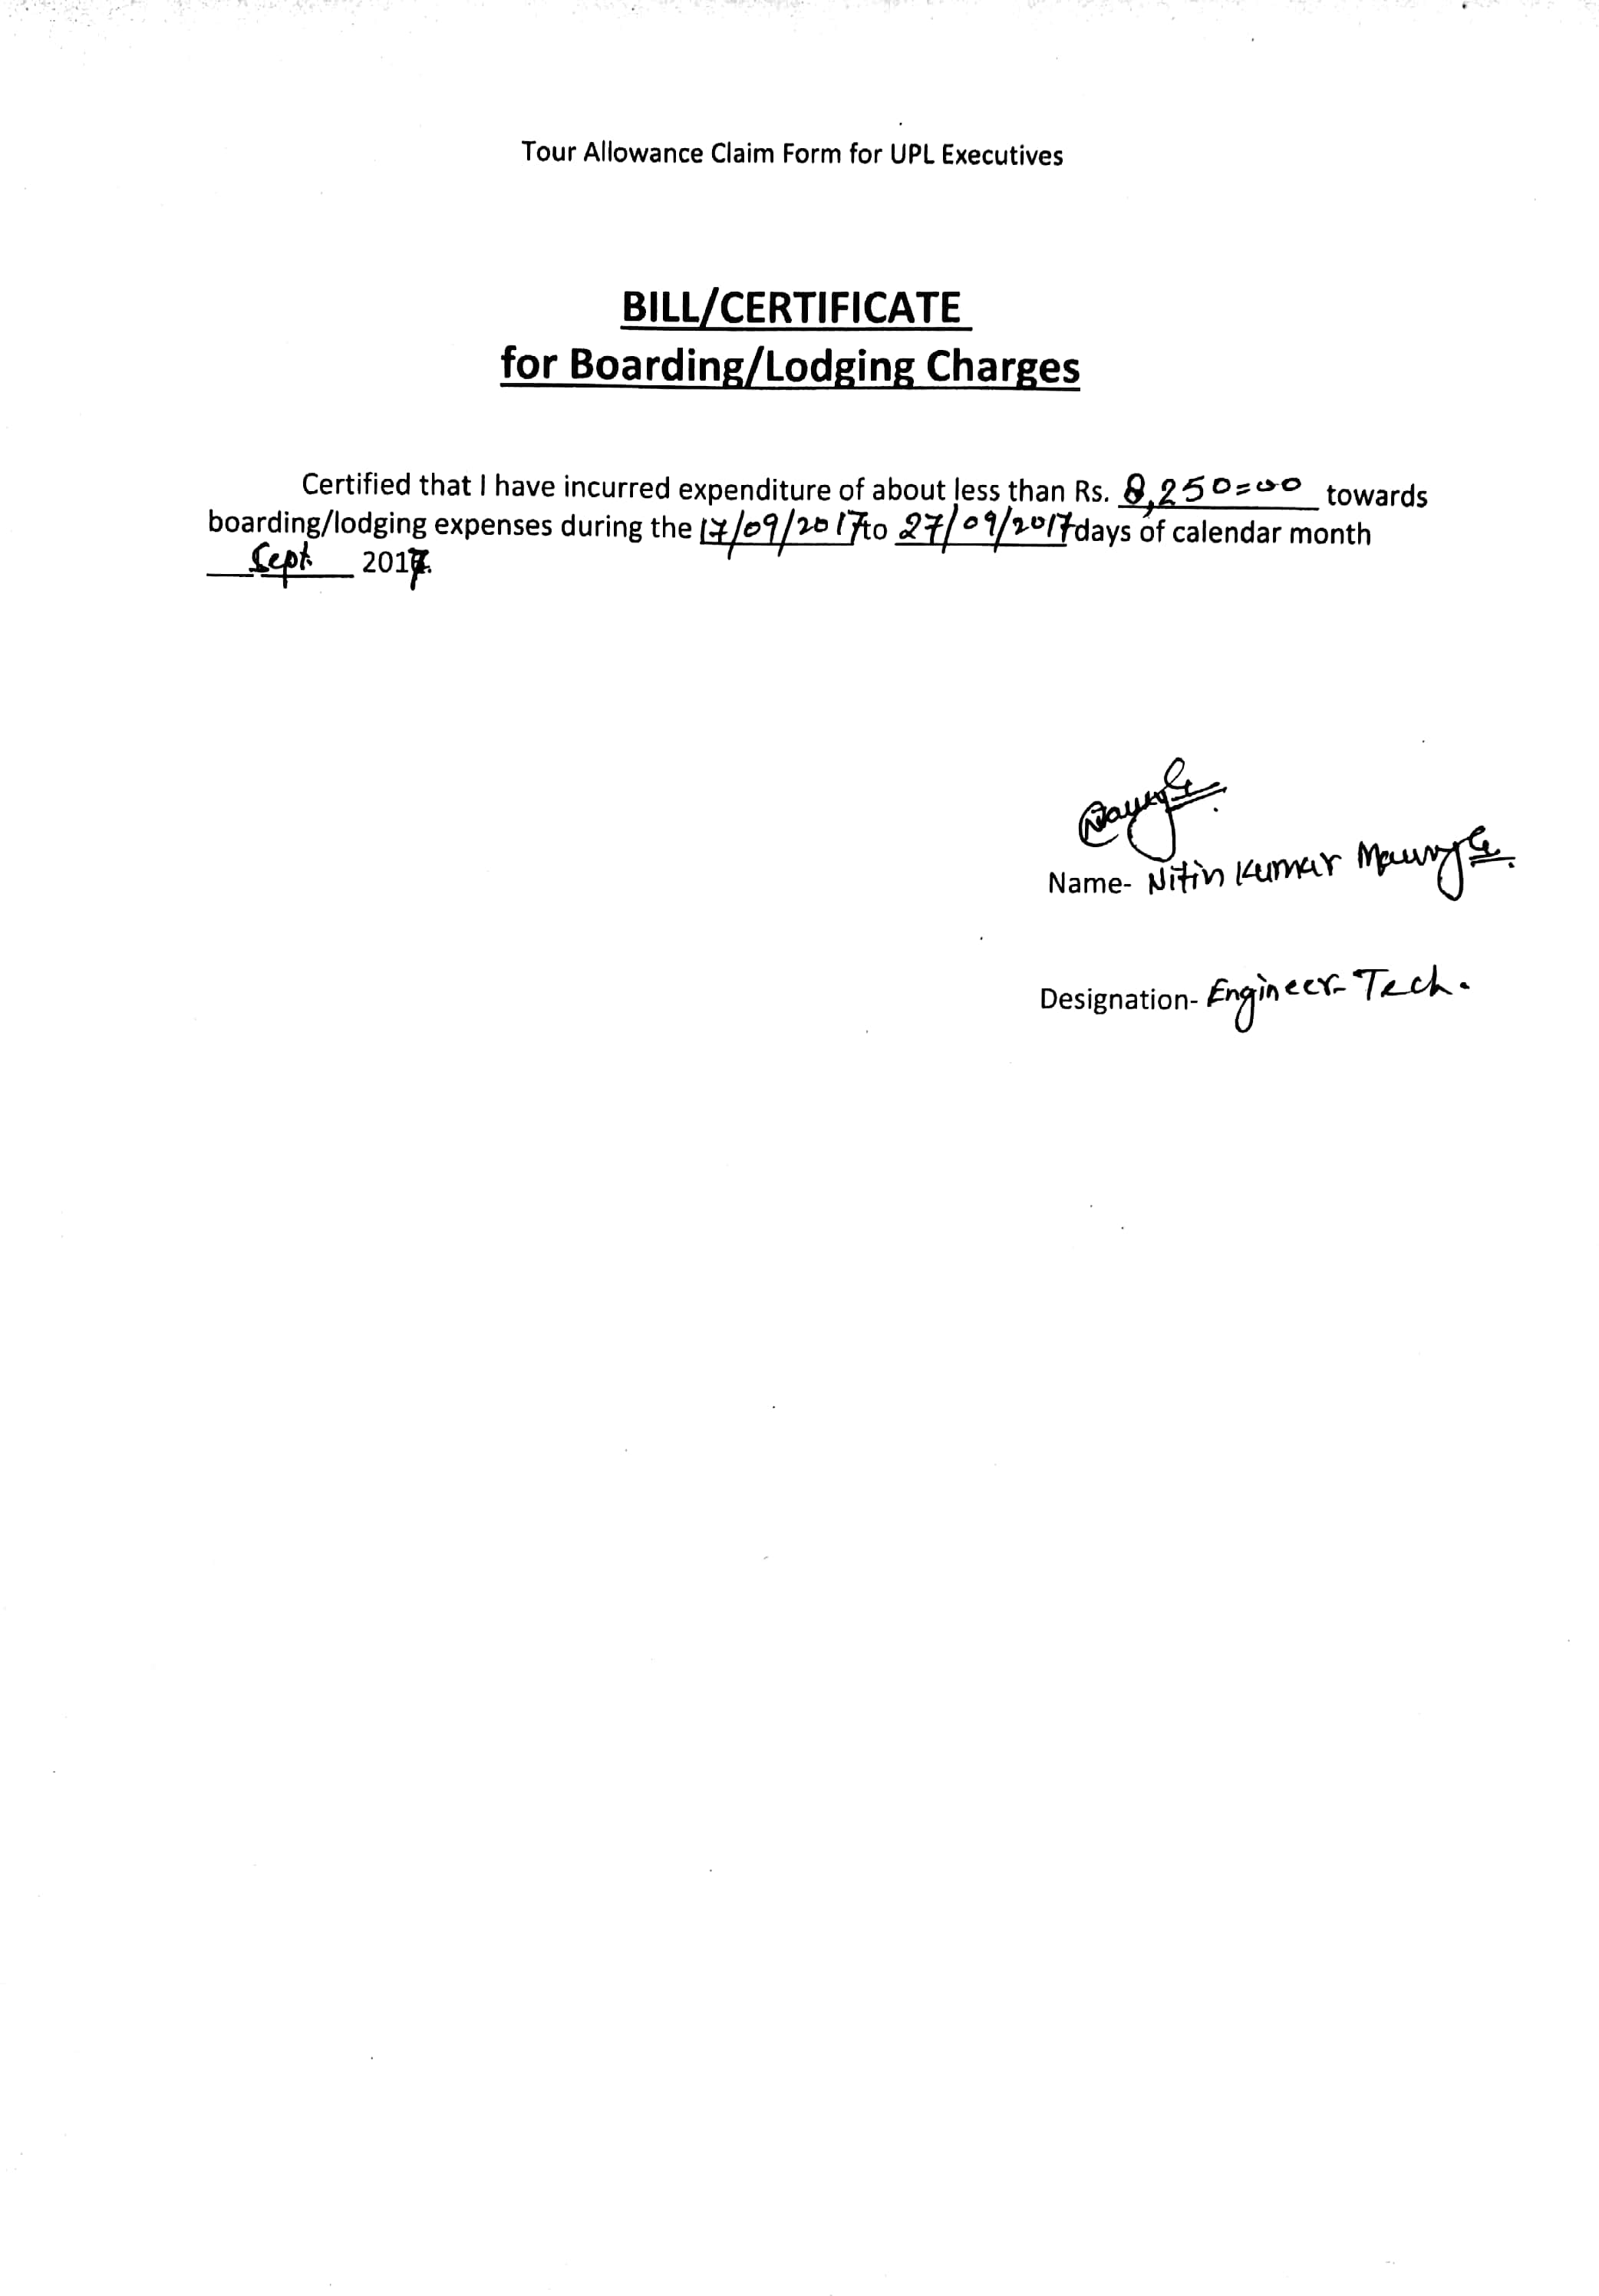 Tour Allowance Claim Form for UPL Executives
BILL/CERTIFICATE
for Boarding/Lodging Charges
Certified that I have incurred expenditure of about less than Rs. 8,250=00 towards
boarding/lodging expenses during the 17/09/2017 to 27/09/2017 days of calendar month
Sept. 2017.
Name- Nitin Kumar Maurya
Designation- Engineer-Tech.